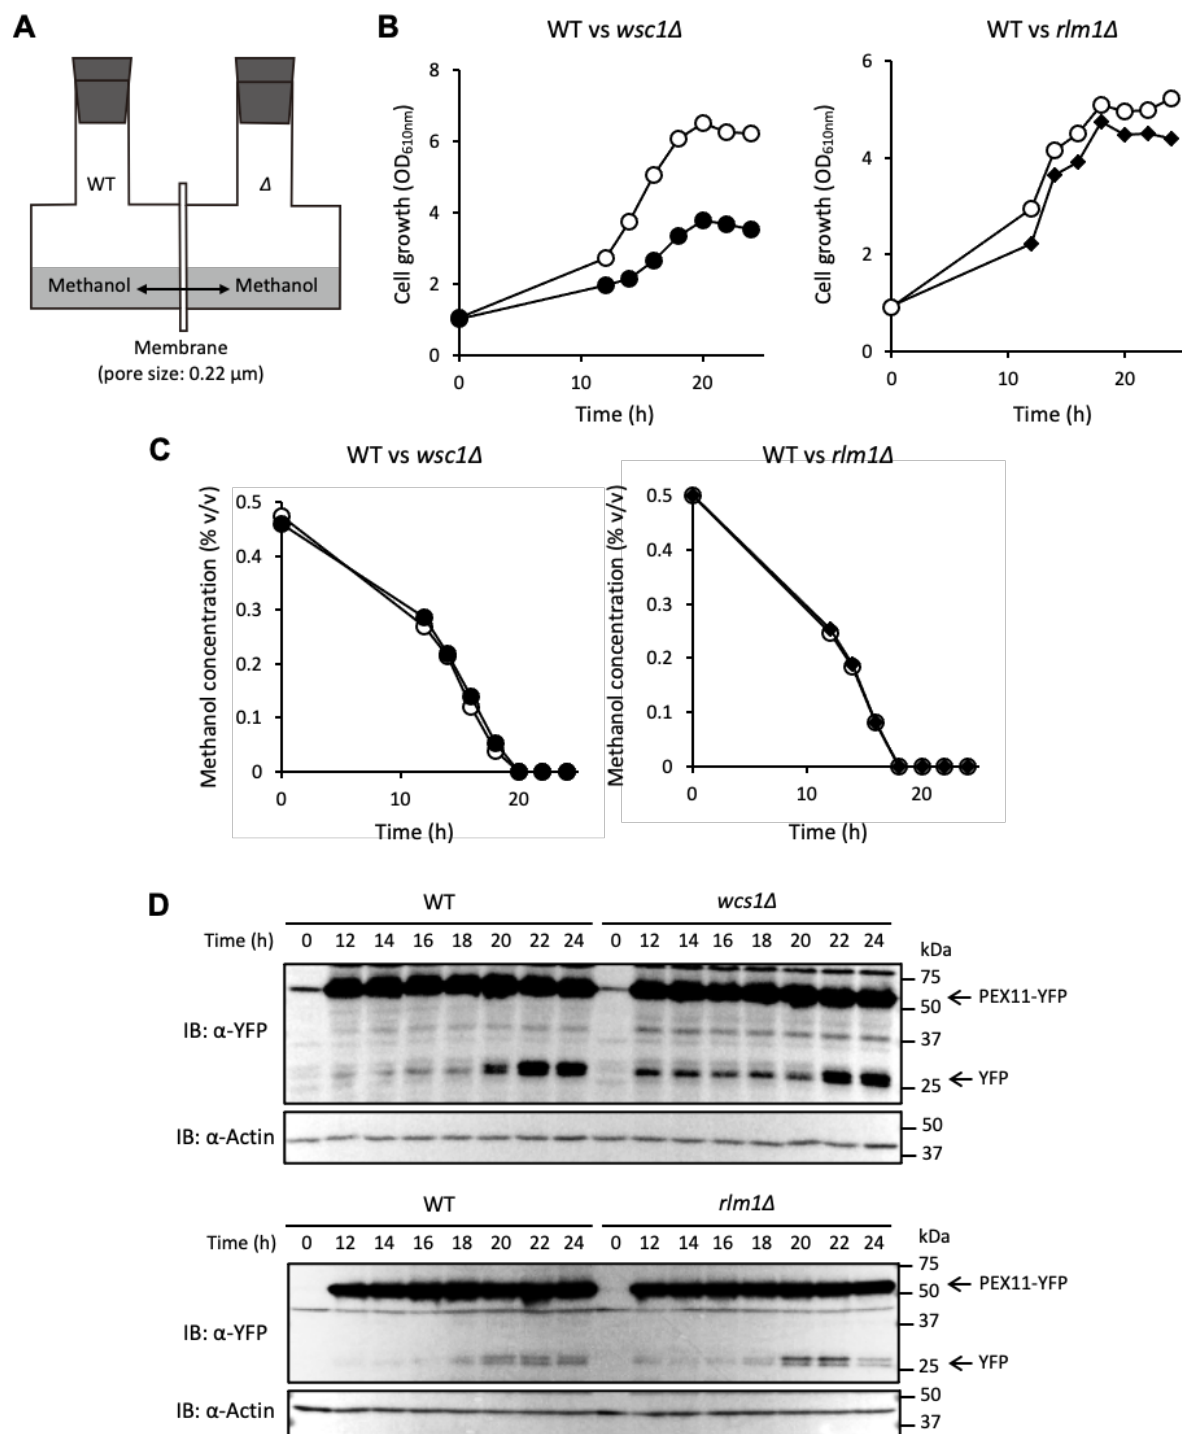 A
WT
Δ
Methanol
Methanol
Membrane
(pore size: 0.22 µm)
B
WT vs wsc1Δ
Cell growth (OD610nm)
8
6
4
2
0
0
10
20
Time (h)
WT vs rlm1Δ
Cell growth (OD610nm)
6
4
2
0
0
10
20
Time (h)
C
WT vs wsc1Δ
Methanol concentration (% v/v)
0.5
0.4
0.3
0.2
0.1
0
0
10
20
Time (h)
WT vs rlm1Δ
Methanol concentration (% v/v)
0.5
0.4
0.3
0.2
0.1
0
0
10
20
Time (h)
D
WT
wcs1Δ
Time (h) 0 12 14 16 18 20 22 24 0 12 14 16 18 20 22 24
kDa
75
50
37
25
PEX11-YFP
YFP
IB: α-YFP
IB: α-Actin
50
37
WT
rlm1Δ
Time (h) 0 12 14 16 18 20 22 24 0 12 14 16 18 20 22 24
kDa
75
50
37
25
PEX11-YFP
YFP
IB: α-YFP
IB: α-Actin
50
37